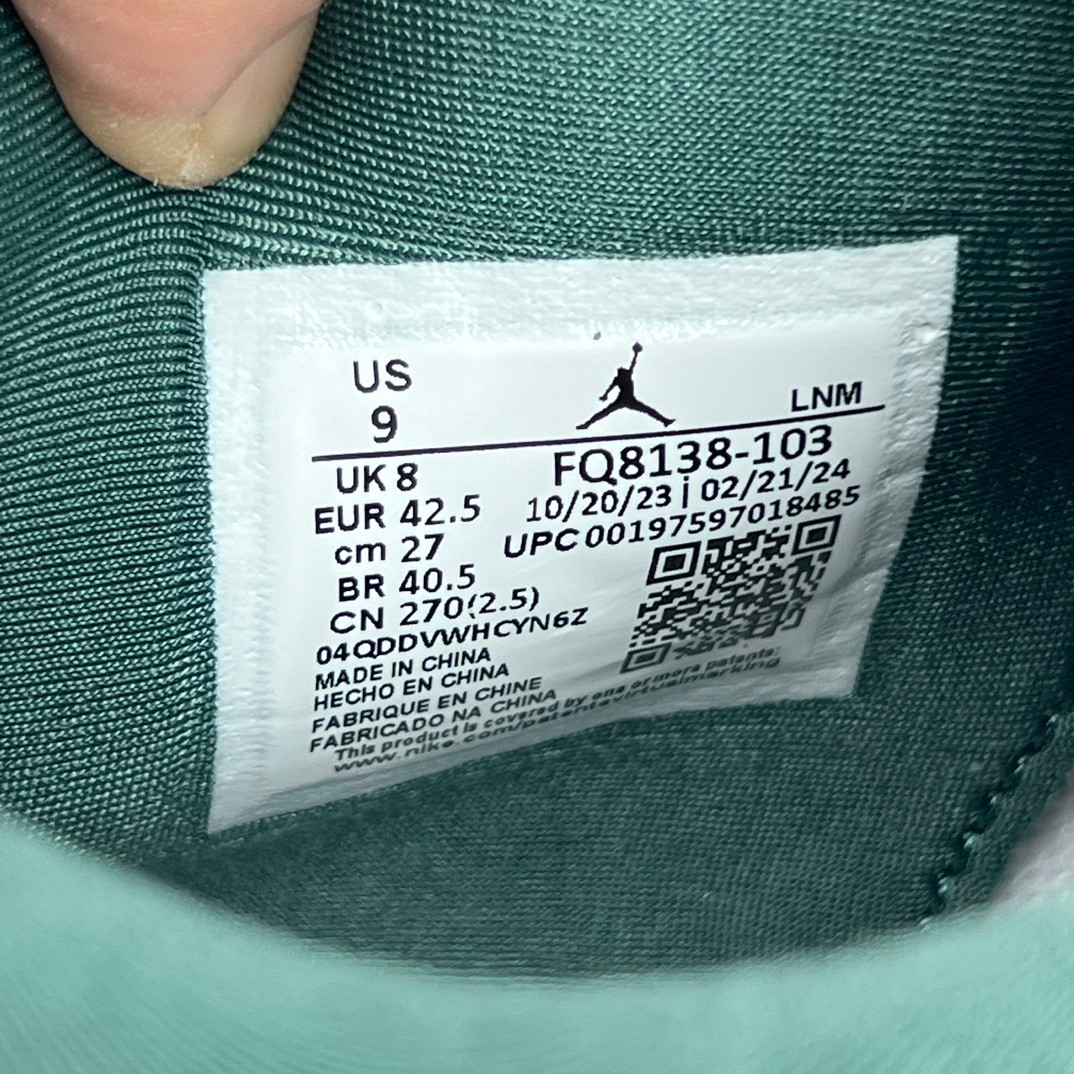 US
9
LNM
UK 8
EUR 42.5
cm 27
BR 40.5
CN 270(2.5)
FQ8138-103
10/20/23 | 02/21/24
UPC 00197597018485
04QDDVWHCYN6Z
MADE IN CHINA
HECHO EN CHINA
FABRIQUE EN CHINE
FABRICADO NA CHINA
This product is covered by one or more patents:
www.nike.com/patentsvirtualmarking